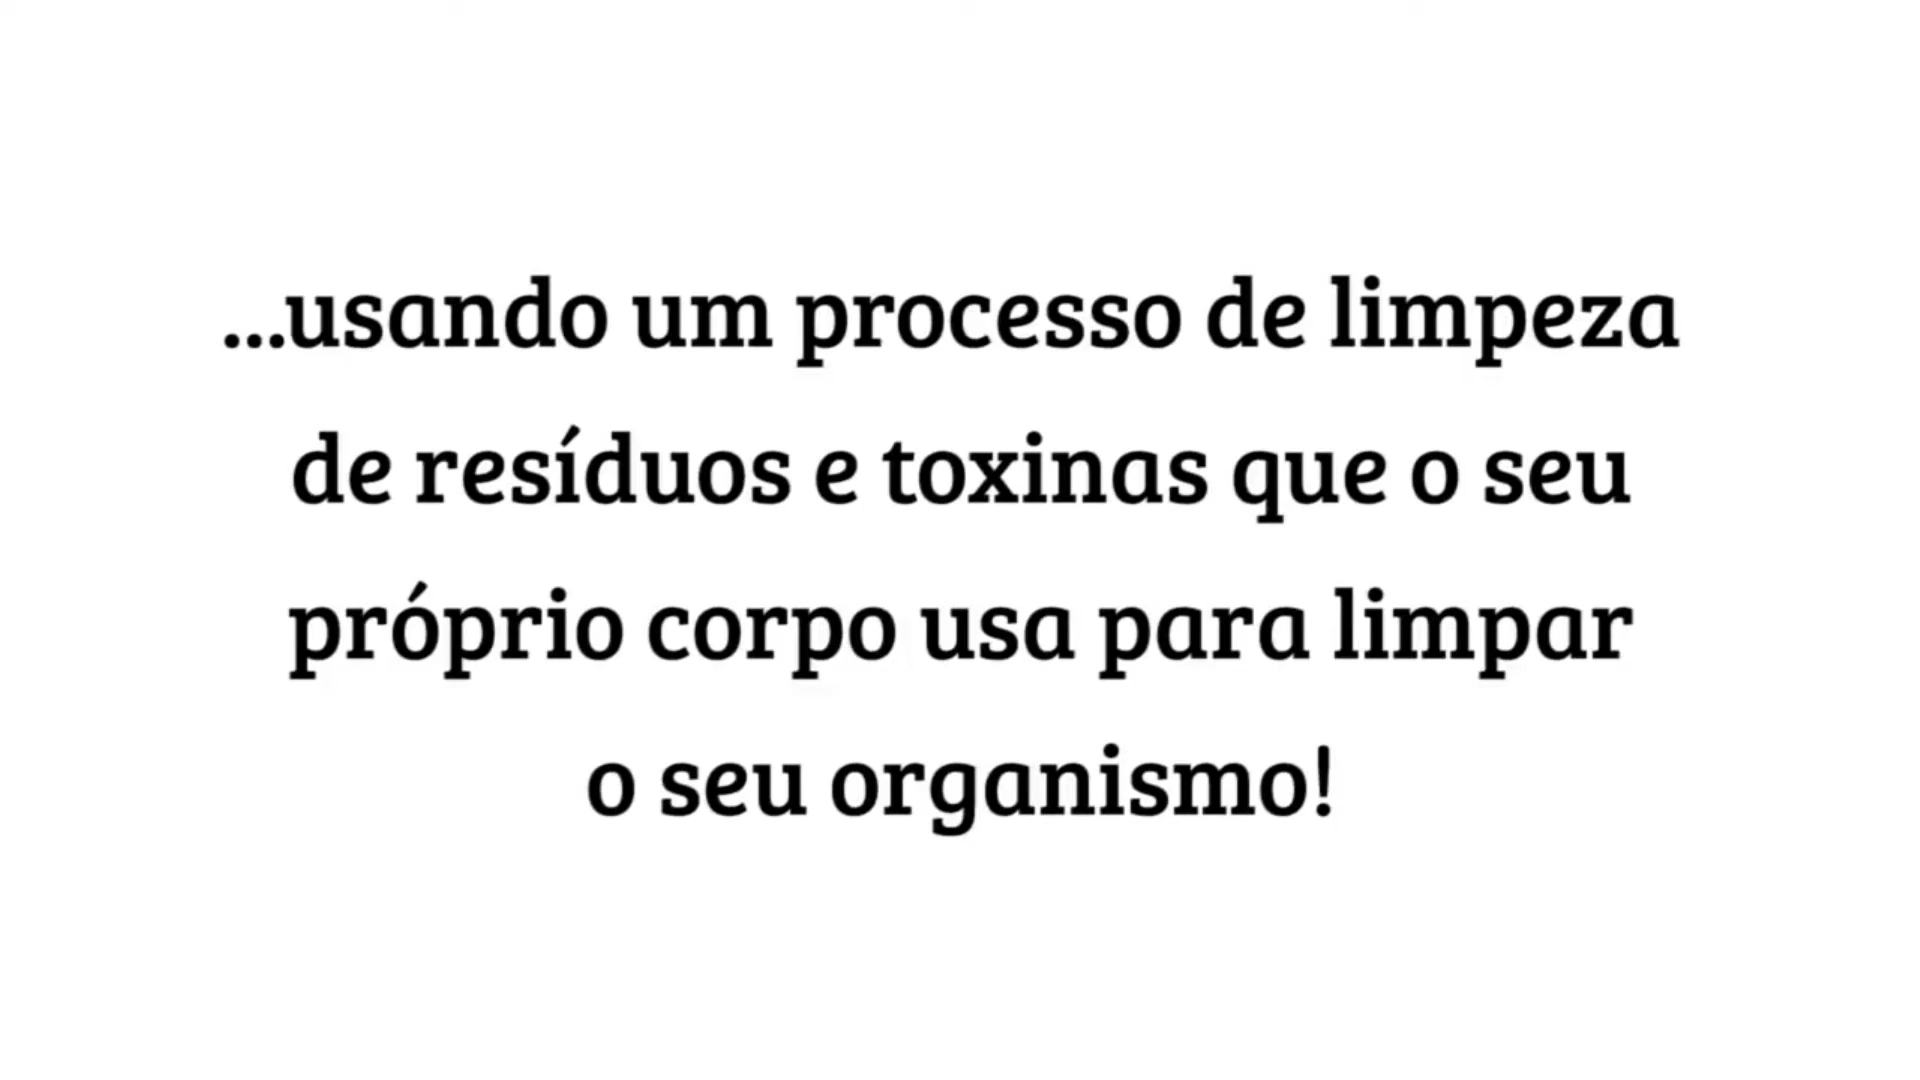 ...usando um processo de limpeza
de resíduos e toxinas que o seu
próprio corpo usa para limpar
o seu organismo!